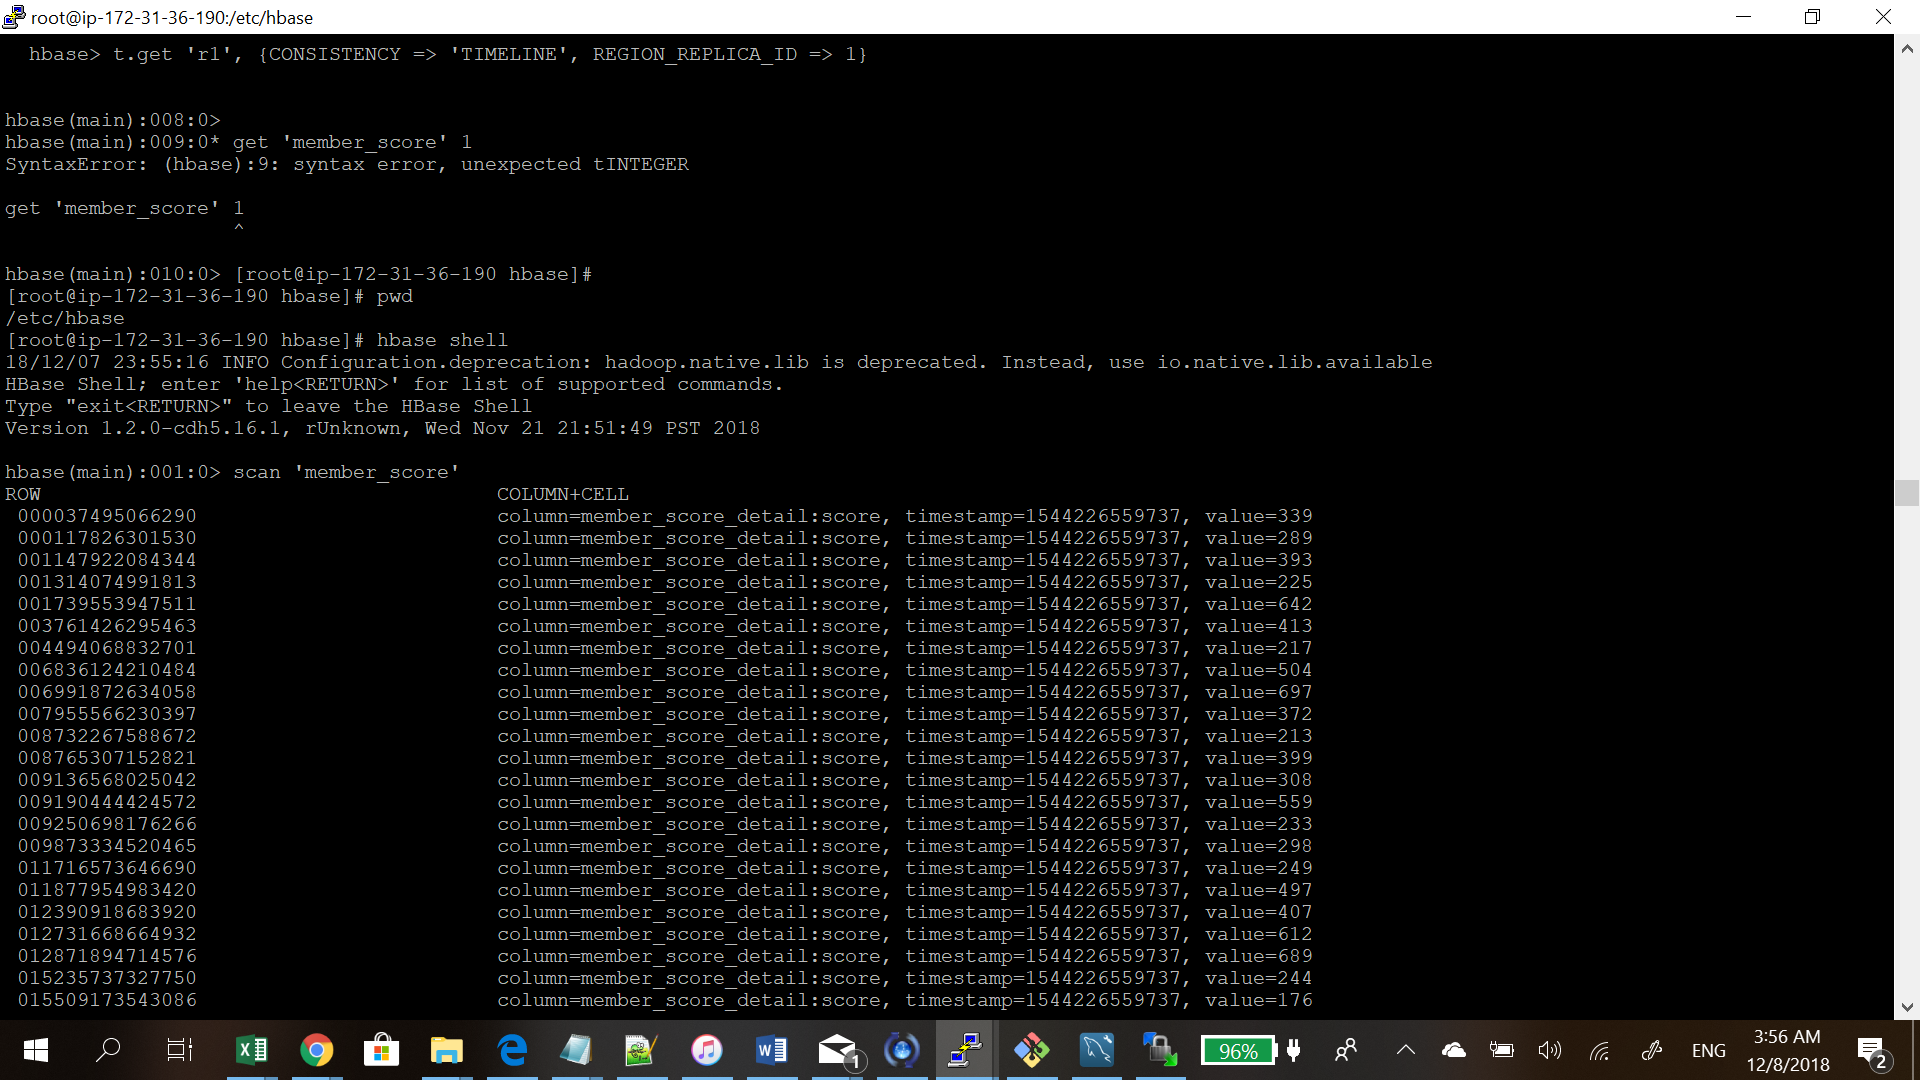 root@ip-172-31-36-190:/etc/hbase
hbase> t.get 'r1', {CONSISTENCY => 'TIMELINE', REGION_REPLICA_ID => 1}
hbase(main):008:0>
hbase(main):009:0* get 'member_score' 1
SyntaxError: (hbase):9: syntax error, unexpected tINTEGER
get 'member_score' 1
^
hbase(main):010:0> [root@ip-172-31-36-190 hbase]#
[root@ip-172-31-36-190 hbase]# pwd
/etc/hbase
[root@ip-172-31-36-190 hbase]# hbase shell
18/12/07 23:55:16 INFO Configuration.deprecation: hadoop.native.lib is deprecated. Instead, use io.native.lib.available
HBase Shell; enter 'help<RETURN>' for list of supported commands.
Type "exit<RETURN>" to leave the HBase Shell
Version 1.2.0-cdh5.16.1, rUnknown, Wed Nov 21 21:51:49 PST 2018
hbase(main):001:0> scan 'member_score'
ROW COLUMN+CELL
000037495066290 column=member_score_detail:score, timestamp=1544226559737, value=339
000117826301530 column=member_score_detail:score, timestamp=1544226559737, value=289
001147922084344 column=member_score_detail:score, timestamp=1544226559737, value=393
001314074991813 column=member_score_detail:score, timestamp=1544226559737, value=225
001739553947511 column=member_score_detail:score, timestamp=1544226559737, value=642
003761426295463 column=member_score_detail:score, timestamp=1544226559737, value=413
004494068832701 column=member_score_detail:score, timestamp=1544226559737, value=217
006836124210484 column=member_score_detail:score, timestamp=1544226559737, value=504
006991872634058 column=member_score_detail:score, timestamp=1544226559737, value=697
007955566230397 column=member_score_detail:score, timestamp=1544226559737, value=372
008732267588672 column=member_score_detail:score, timestamp=1544226559737, value=213
008765307152821 column=member_score_detail:score, timestamp=1544226559737, value=399
009136568025042 column=member_score_detail:score, timestamp=1544226559737, value=308
009190444424572 column=member_score_detail:score, timestamp=1544226559737, value=559
009250698176266 column=member_score_detail:score, timestamp=1544226559737, value=233
009873334520465 column=member_score_detail:score, timestamp=1544226559737, value=298
011716573646690 column=member_score_detail:score, timestamp=1544226559737, value=249
011877954983420 column=member_score_detail:score, timestamp=1544226559737, value=497
012390918683920 column=member_score_detail:score, timestamp=1544226559737, value=407
012731668664932 column=member_score_detail:score, timestamp=1544226559737, value=612
012871894714576 column=member_score_detail:score, timestamp=1544226559737, value=689
015235737327750 column=member_score_detail:score, timestamp=1544226559737, value=244
015509173543086 column=member_score_detail:score, timestamp=1544226559737, value=176
1
96%
ENG
3:56 AM
12/8/2018
2